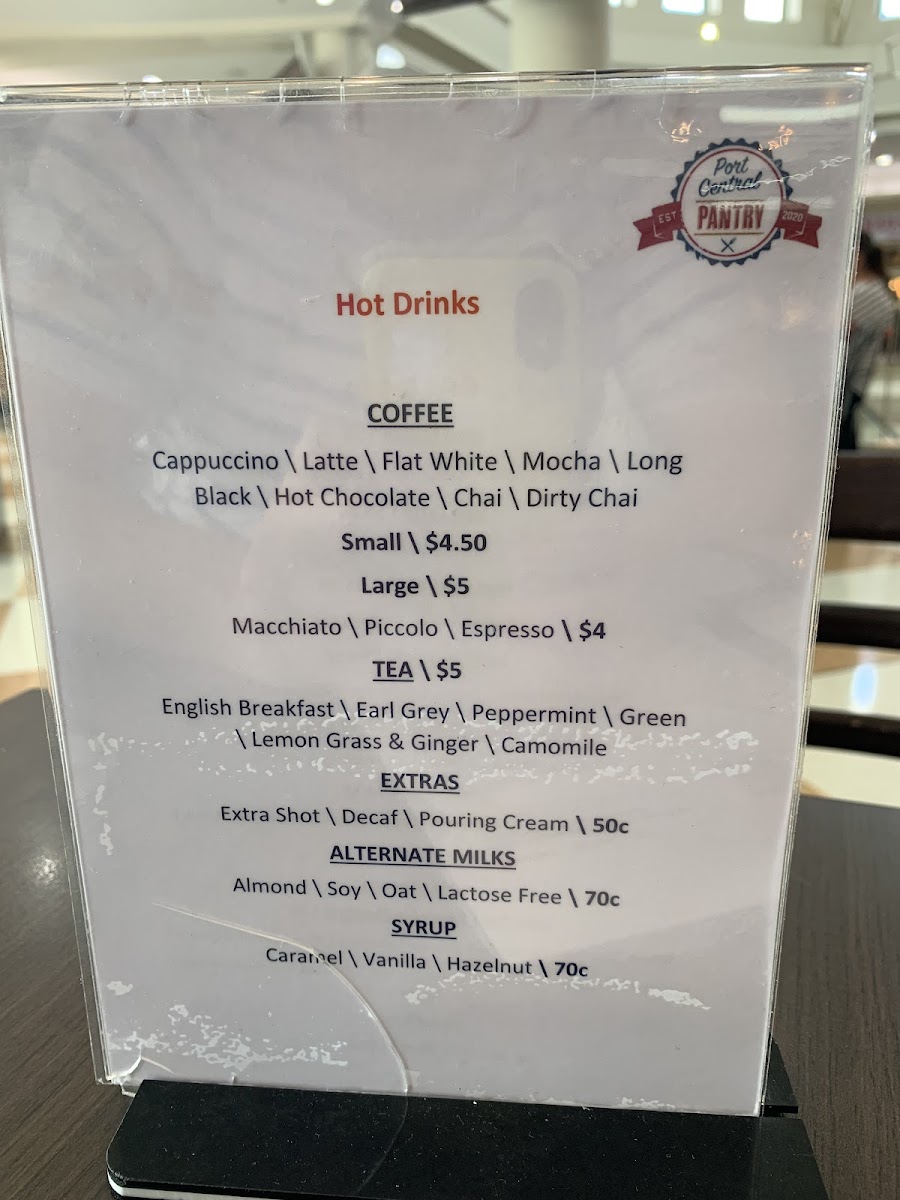 Port
Central
PANTRY
EST 2020
Hot Drinks
COFFEE
Cappuccino \ Latte \ Flat White \ Mocha \ Long
Black \ Hot Chocolate \ Chai \ Dirty Chai
Small \ $4.50
Large \ $5
Macchiato \ Piccolo \ Espresso \ $4
TEA \ $5
English Breakfast \ Earl Grey \ Peppermint \ Green
\ Lemon Grass & Ginger \ Camomile
EXTRAS
Extra Shot \ Decaf \ Pouring Cream \ 50c
ALTERNATE MILKS
Almond \ Soy \ Oat \ Lactose Free \ 70c
SYRUP
Caramel \ Vanilla \ Hazelnut \ 70c